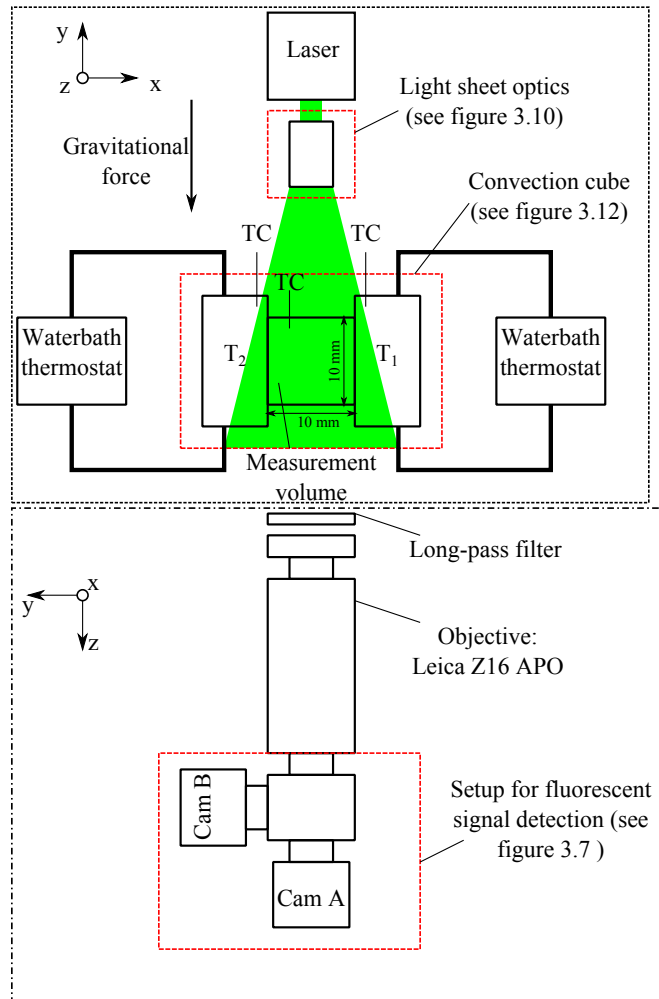 y
z
x
Laser
Light sheet optics
(see figure 3.10)
Gravitational
force
Convection cube
(see figure 3.12)
TC
TC
TC
Waterbath
thermostat
T2
10 mm
T1
Waterbath
thermostat
10 mm
Measurement
volume
Long-pass filter
x
y
z
Objective:
Leica Z16 APO
Cam B
Setup for fluorescent
signal detection (see
figure 3.7 )
Cam A